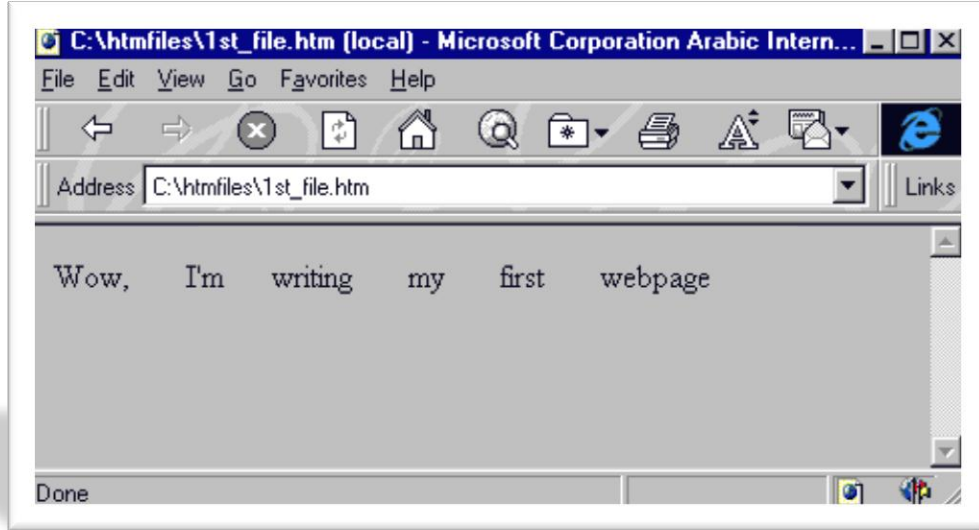 C:\htmfiles\1st_file.htm (local) - Microsoft Corporation Arabic Intern...
File Edit View Go Favorites Help
Address C:\htmfiles\1st_file.htm Links
Wow, I'm writing my first webpage
Done